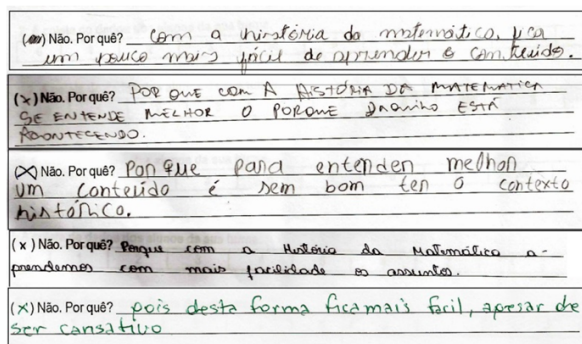 (x) Não. Por quê? Com a história da matemática, fica
um pouco mais fácil de aprender o conteúdo.
(x) Não. Por quê? POR QUE COM A HISTÓRIA DA MATEMATICA
SE ENTENDE MELHOR O PORQUE DAQUILO ESTÁ
ACONTECENDO.
(X) Não. Por quê? Porque para entender melhor
um conteúdo é sem bom ter o contexto
histórico.
(x) Não. Por quê? Porque com a História da Matemática a-
prendemos com mais facilidade os assuntos.
(X) Não. Por quê? pois desta forma fica mais fácil, apesar de
ser cansativo